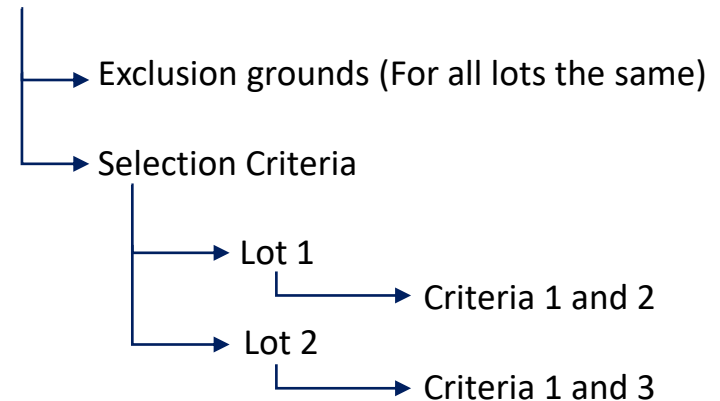 Exclusion grounds (For all lots the same)
Selection Criteria
Lot 1
Criteria 1 and 2
Lot 2
Criteria 1 and 3